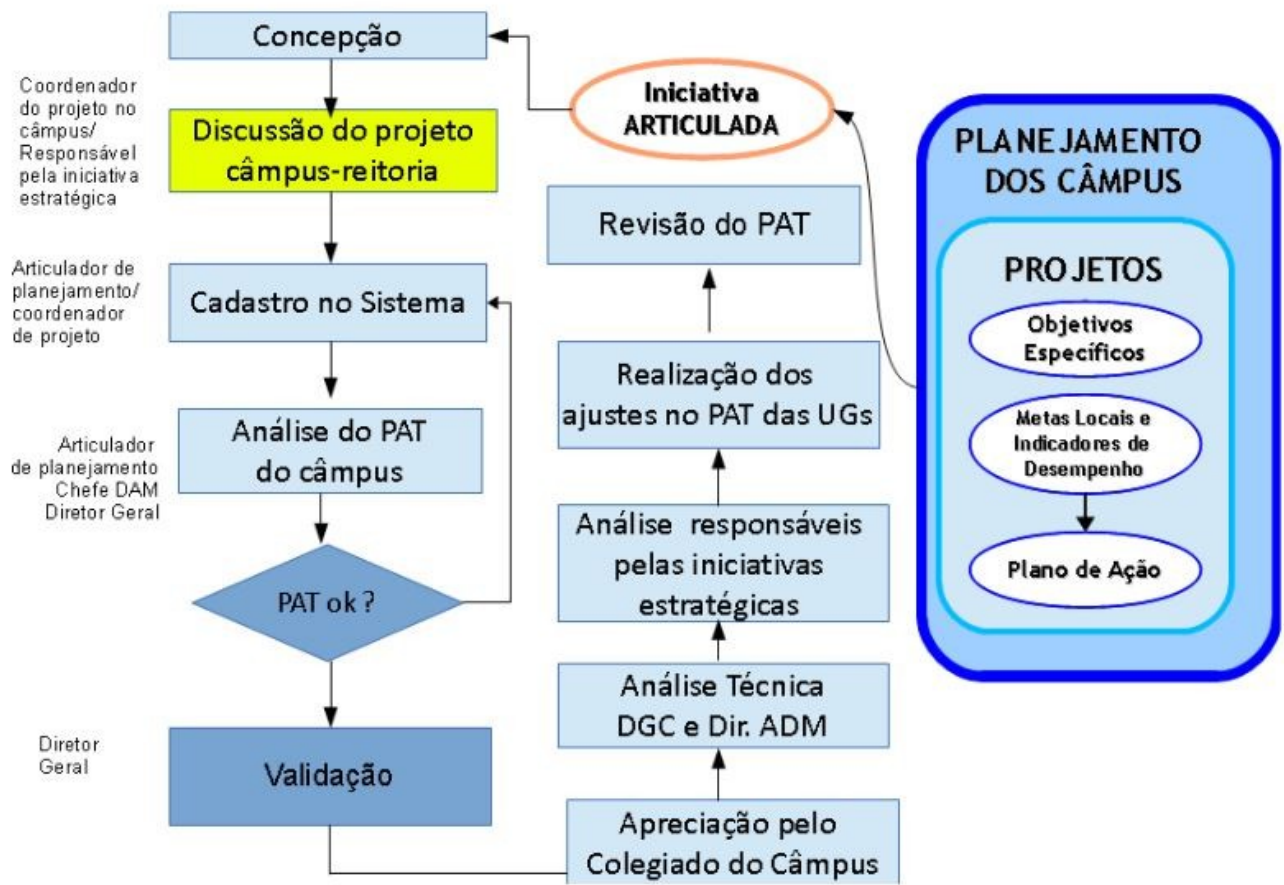 Concepção
Coordenador
do projeto no
câmpus/
Responsável
pela iniciativa
estratégica
Discussão do projeto
câmpus-reitoria
Articulador de
planejamento/
coordenador
de projeto
Cadastro no Sistema
Articulador
de planejamento
Chefe DAM
Diretor Geral
Análise do PAT
do câmpus
PAT ok ?
Diretor
Geral
Validação
Apreciação pelo
Colegiado do Câmpus
Análise Técnica
DGC e Dir. ADM
Análise responsáveis
pelas iniciativas
estratégicas
Realização dos
ajustes no PAT das UGs
Revisão do PAT
Iniciativa
ARTICULADA
PLANEJAMENTO
DOS CÂMPUS
PROJETOS
Objetivos
Específicos
Metas Locais e
Indicadores de
Desempenho
Plano de Ação